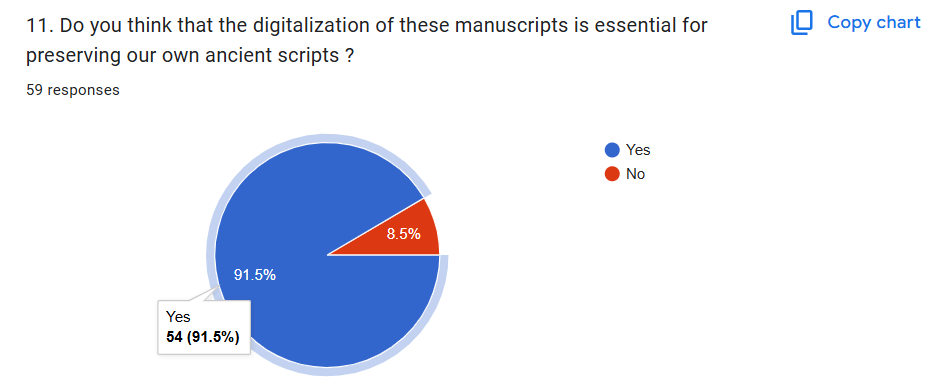 11. Do you think that the digitalization of these manuscripts is essential for
preserving our own ancient scripts ?
Copy chart
59 responses
Yes
No
8.5%
91.5%
Yes
54 (91.5%)